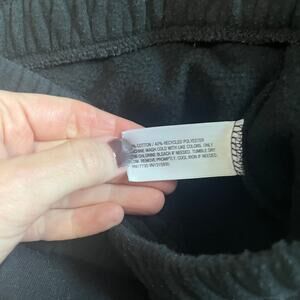 COTTON / 40% RECYCLED POLYESTER
MACHINE WASH COLD WITH LIKE COLORS. ONLY
NON CHLORINE BLEACH IF NEEDED. TUMBLE DRY
LOW. REMOVE PROMPTLY. COOL IRON IF NEEDED.